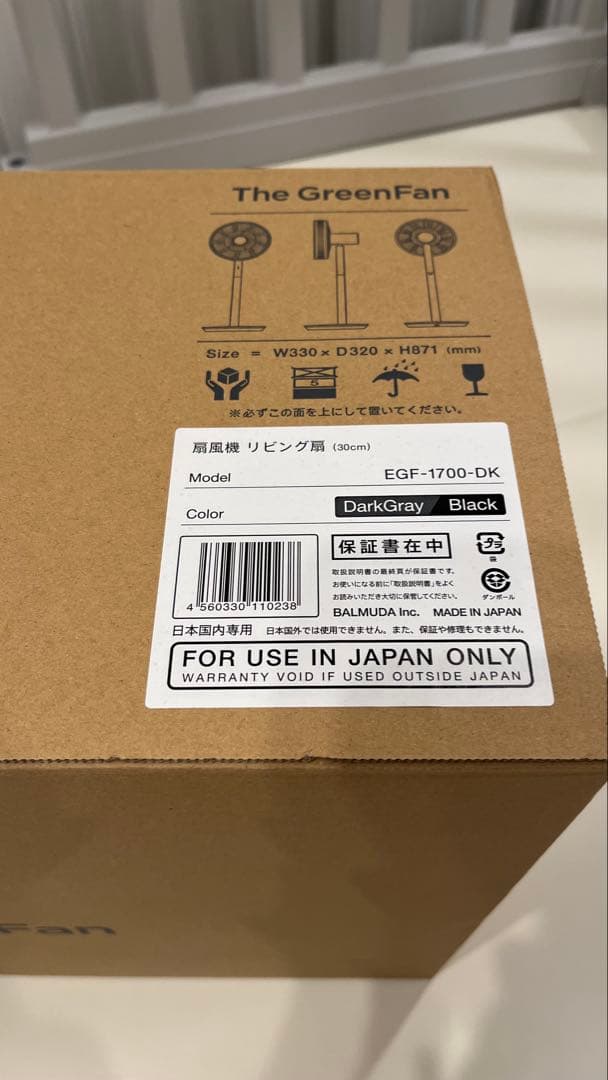 The GreenFan
Size = W330 × D320 × H871 (mm)
5
※必ずこの面を上にして置いてください。
扇風機 リビング扇 (30cm)
Model EGF-1700-DK
Color DarkGray / Black
保証書在中
プラ
袋
取扱説明書の最終頁が保証書です。
お使いになる前に「取扱説明書」をよく
お読みいただき大切に保管してください。
ダンボール
4 560330 110238
BALMUDA Inc. MADE IN JAPAN
日本国内専用 日本国外では使用できません。また、保証や修理もできません。
FOR USE IN JAPAN ONLY
WARRANTY VOID IF USED OUTSIDE JAPAN
Fan